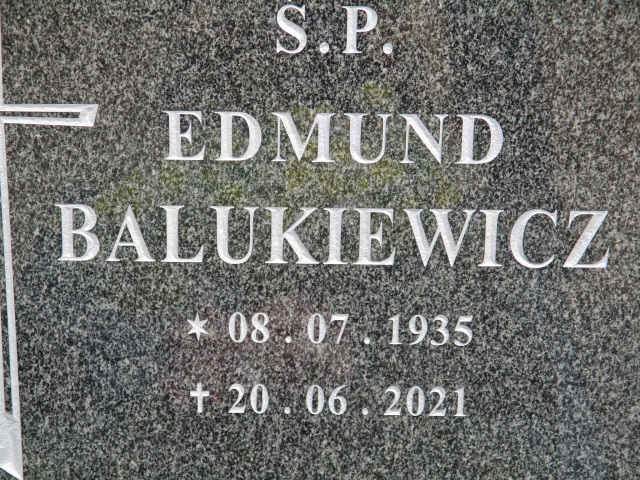 S.P.
EDMUND
BALUKIEWICZ
* 08.07.1935
✝ 20.06.2021